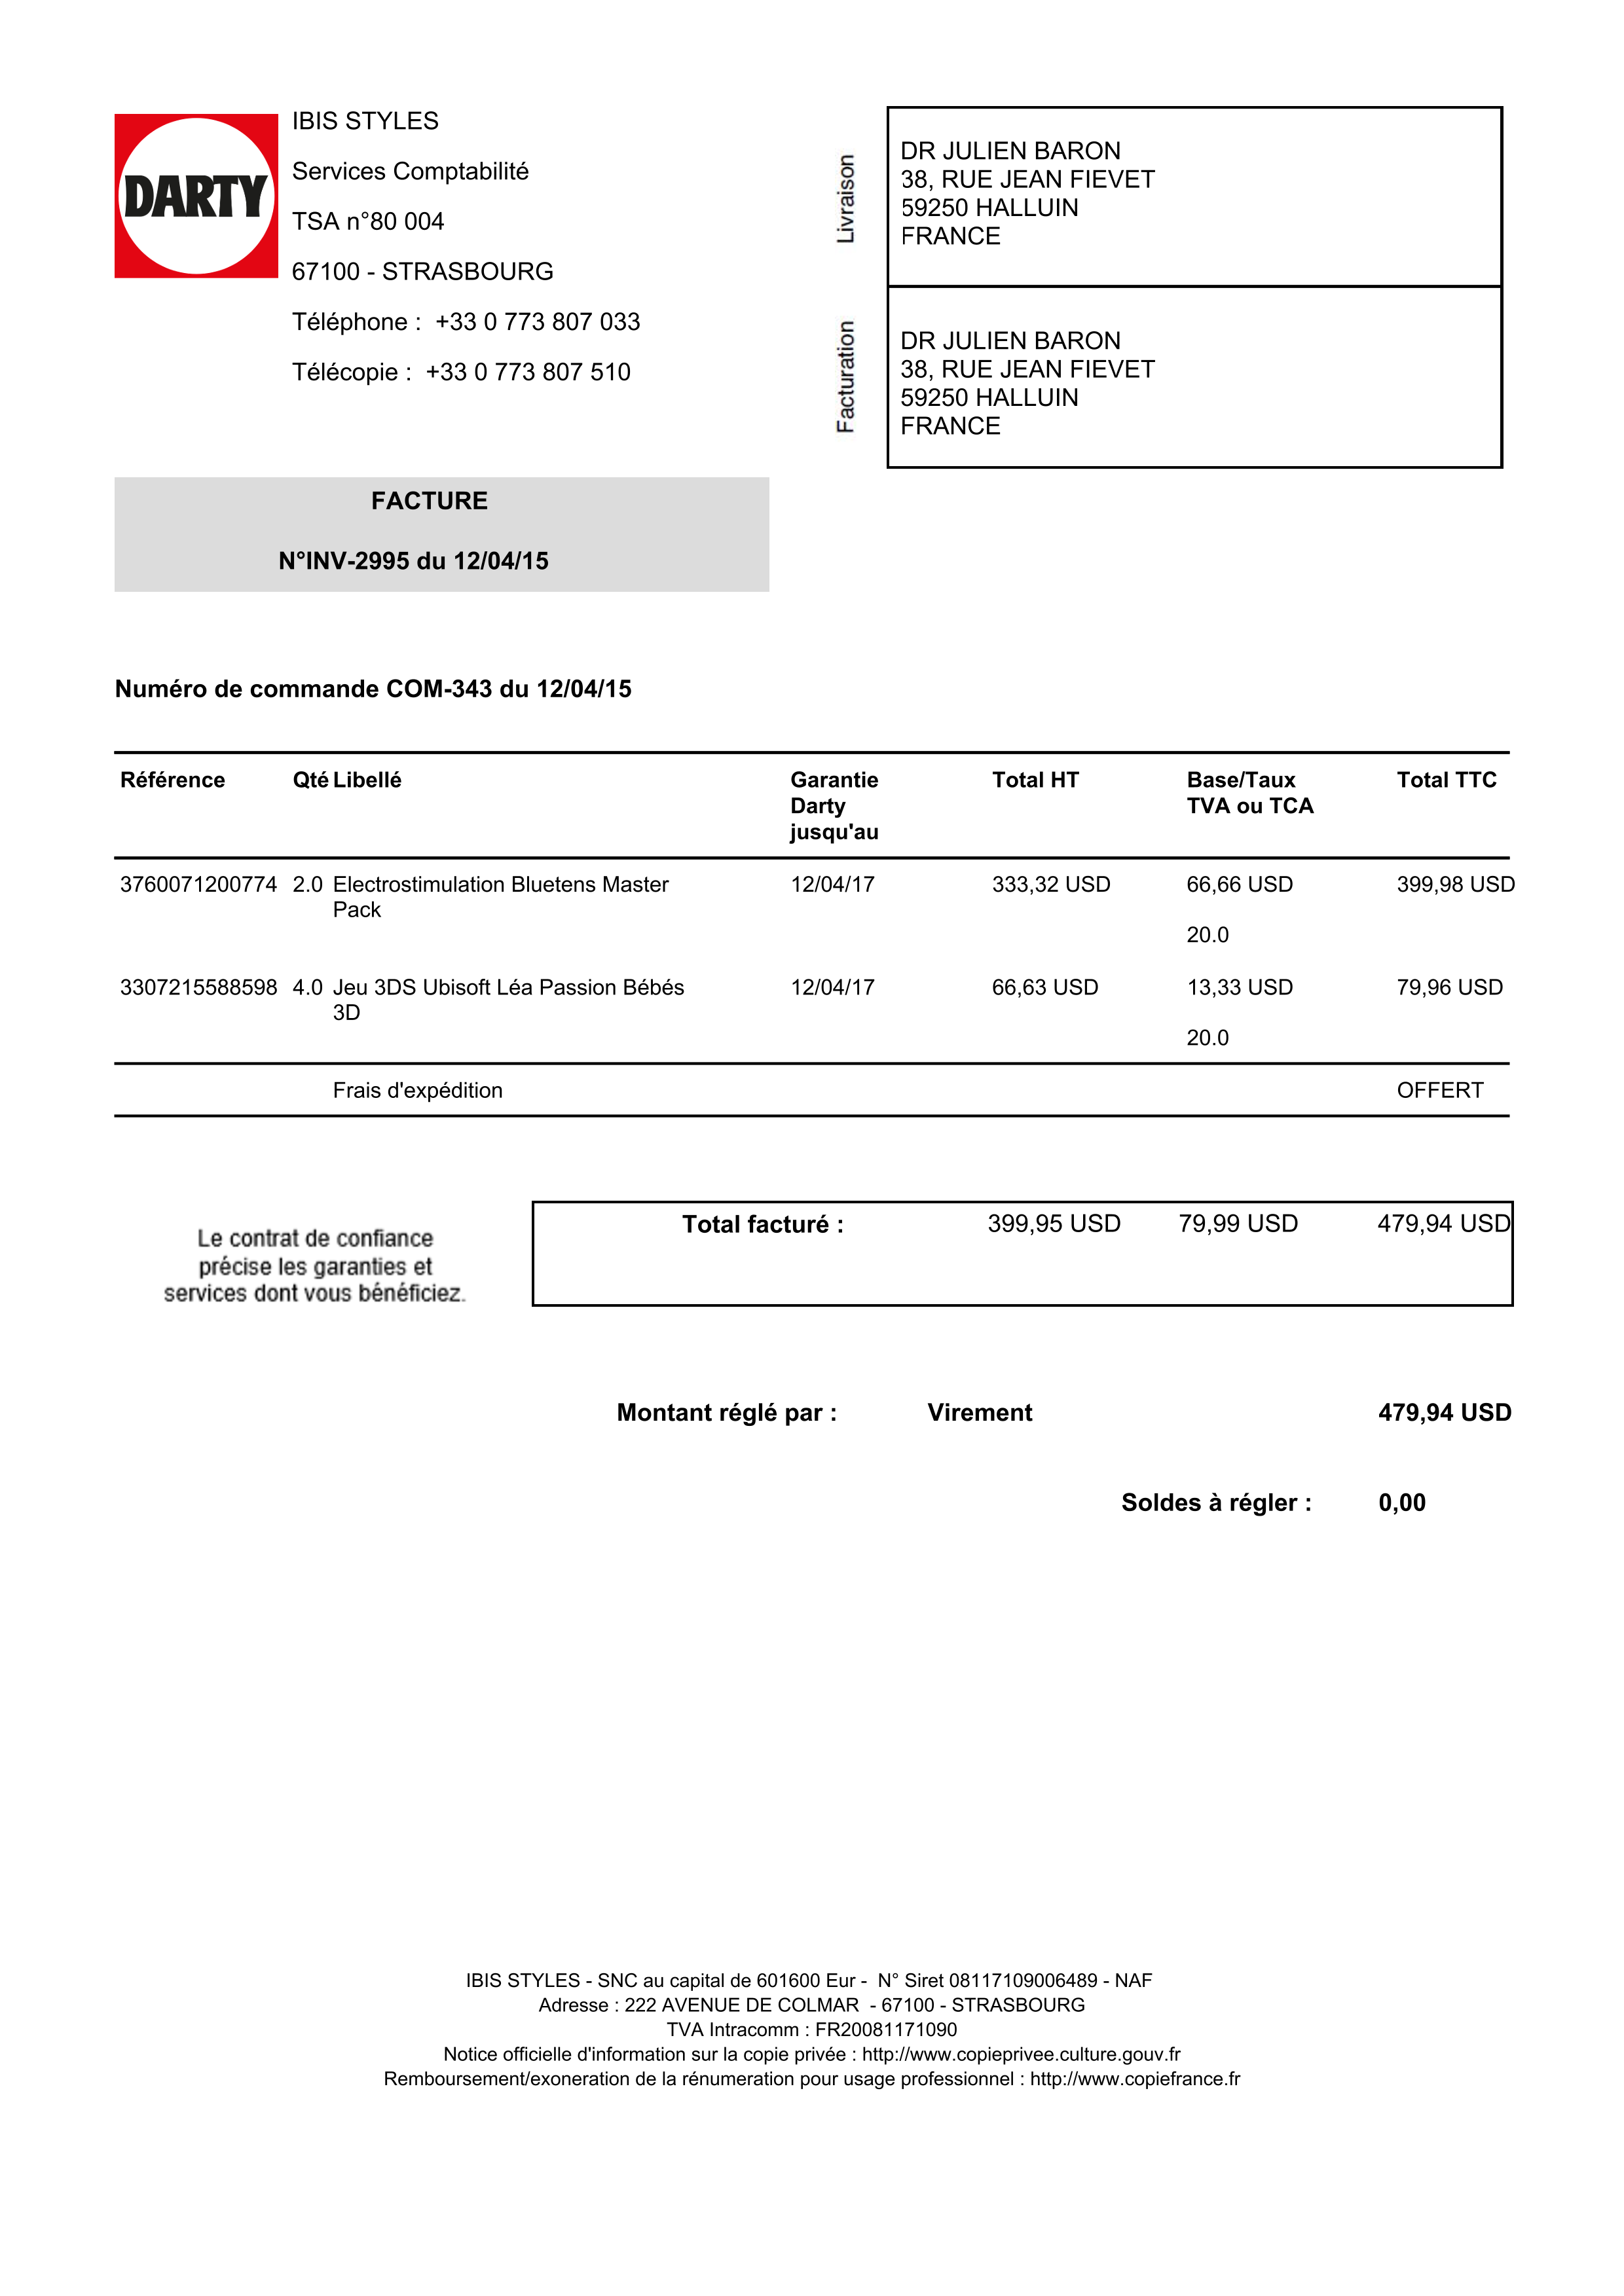 DARTY
IBIS STYLES
Services Comptabilité
TSA n°80 004
67100 - STRASBOURG
Téléphone : +33 0 773 807 033
Télécopie : +33 0 773 807 510
Livraison
DR JULIEN BARON
38, RUE JEAN FIEVET
59250 HALLUIN
FRANCE
Facturation
DR JULIEN BARON
38, RUE JEAN FIEVET
59250 HALLUIN
FRANCE
FACTURE
N°INV-2995 du 12/04/15
Numéro de commande COM-343 du 12/04/15
Référence Qté Libellé Garantie Total HT Base/Taux Total TTC
Darty TVA ou TCA
jusqu'au
3760071200774 2.0 Electrostimulation Bluetens Master 12/04/17 333,32 USD 66,66 USD 399,98 USD
Pack
20.0
3307215588598 4.0 Jeu 3DS Ubisoft Léa Passion Bébés 12/04/17 66,63 USD 13,33 USD 79,96 USD
3D
20.0
Frais d'expédition OFFERT
Le contrat de confiance
précise les garanties et
services dont vous bénéficiez.
Total facturé : 399,95 USD 79,99 USD 479,94 USD
Montant réglé par : Virement 479,94 USD
Soldes à régler : 0,00
IBIS STYLES - SNC au capital de 601600 Eur - N° Siret 08117109006489 - NAF
Adresse : 222 AVENUE DE COLMAR - 67100 - STRASBOURG
TVA Intracomm : FR20081171090
Notice officielle d'information sur la copie privée : http://www.copieprivee.culture.gouv.fr
Remboursement/exoneration de la rénumeration pour usage professionnel : http://www.copiefrance.fr